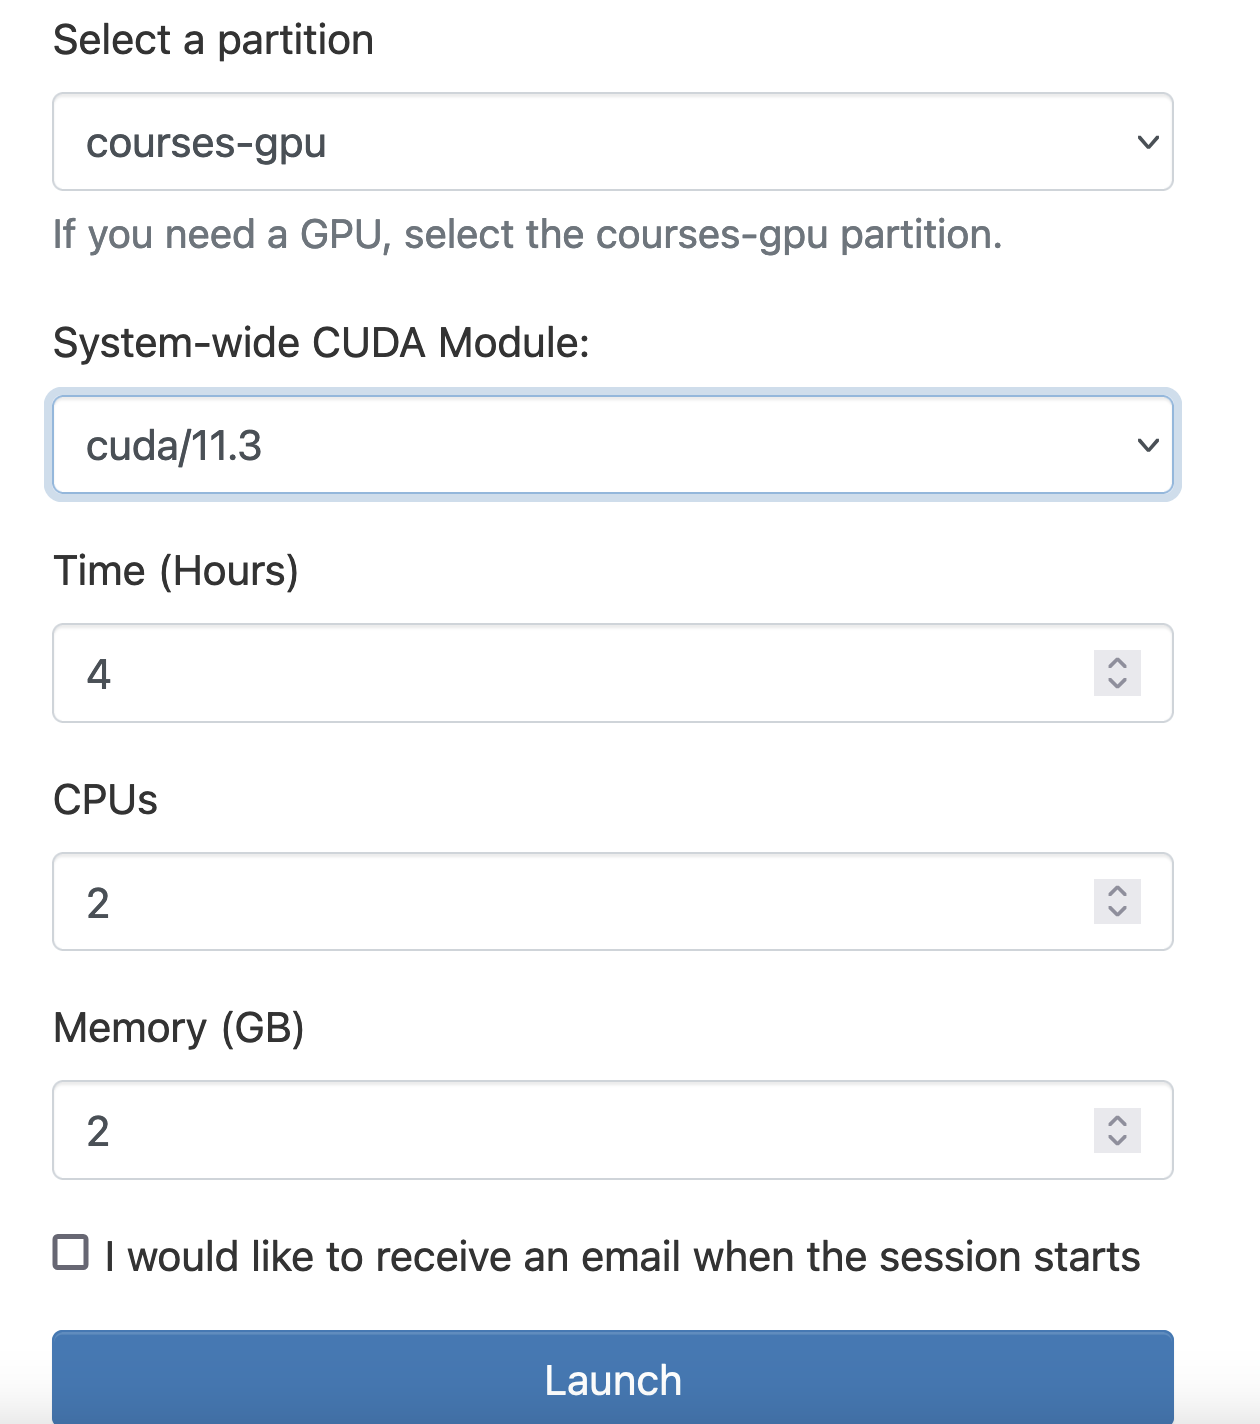 Select a partition
courses-gpu
If you need a GPU, select the courses-gpu partition.
System-wide CUDA Module:
cuda/11.3
Time (Hours)
4
CPUs
2
Memory (GB)
2
I would like to receive an email when the session starts
Launch